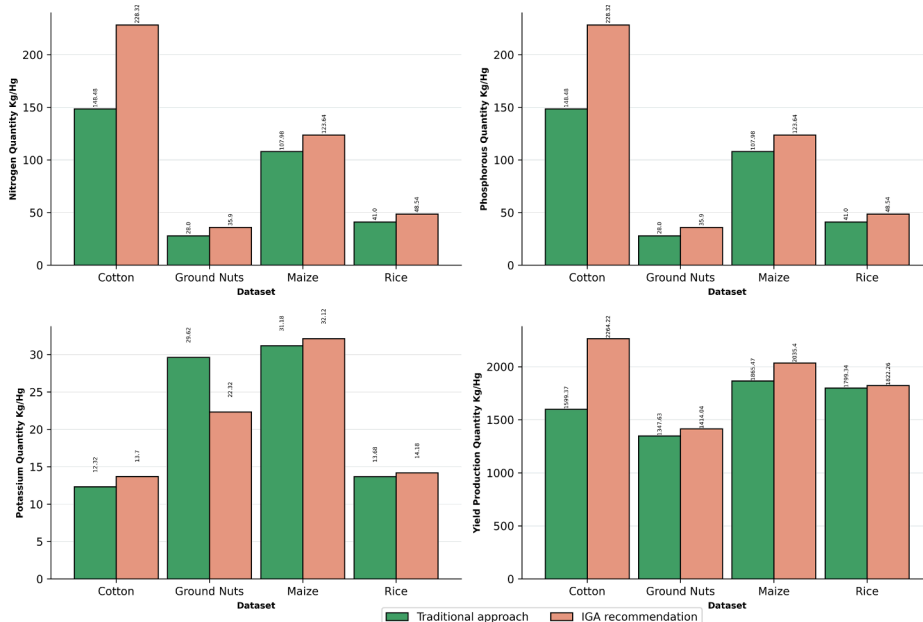 Nitrogen Quantity Kg/Hg
200
150
100
50
0
148.48
228.32
28.0
35.9
107.98
123.64
41.0
48.54
Cotton
Ground Nuts
Maize
Rice
Dataset
Phosphorous Quantity Kg/Hg
200
150
100
50
0
148.48
228.32
28.0
35.9
107.98
123.64
41.0
48.54
Cotton
Ground Nuts
Maize
Rice
Dataset
Potassium Quantity Kg/Hg
30
25
20
15
10
5
0
12.32
13.7
29.62
22.32
31.18
32.12
13.68
14.18
Cotton
Ground Nuts
Maize
Rice
Dataset
Yield Production Quantity Kg/Hg
2000
1500
1000
500
0
1599.37
2264.22
1347.63
1414.04
1865.47
2035.4
1799.34
1822.26
Cotton
Ground Nuts
Maize
Rice
Dataset
Traditional approach
IGA recommendation